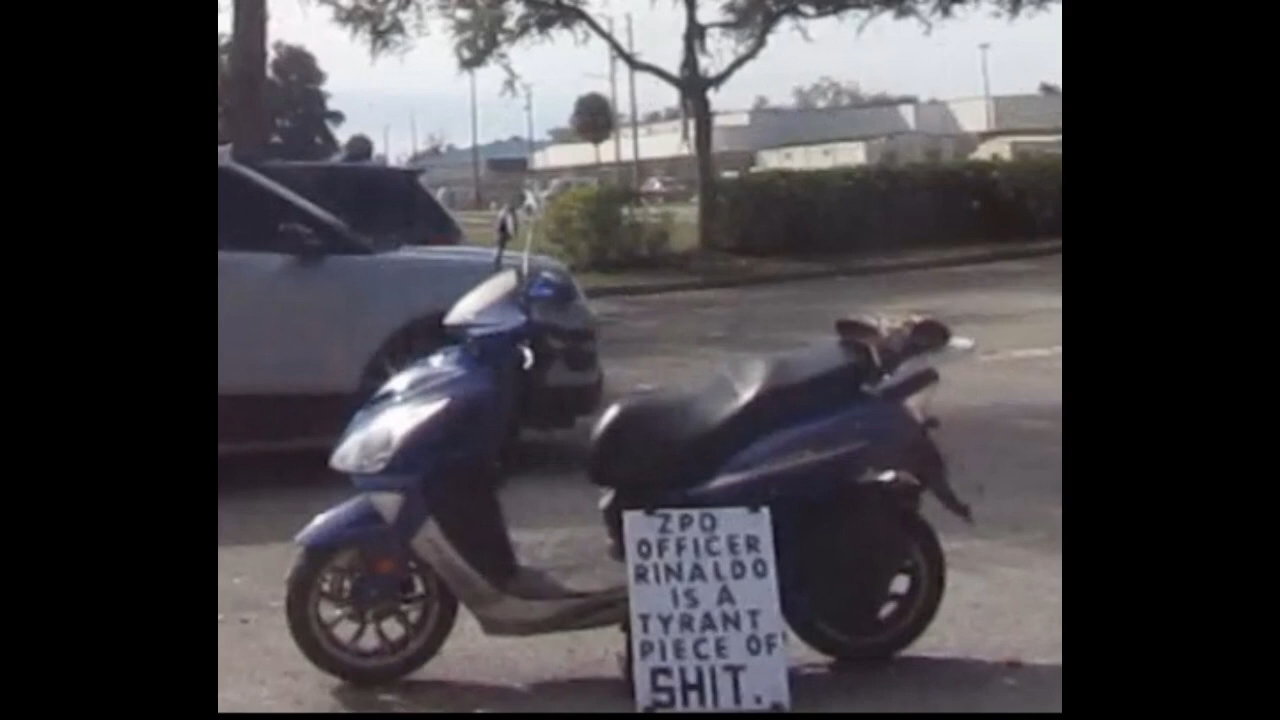 ZPD
OFFICER
RINALDO
IS A
TYRANT
PIECE OF
SHIT.